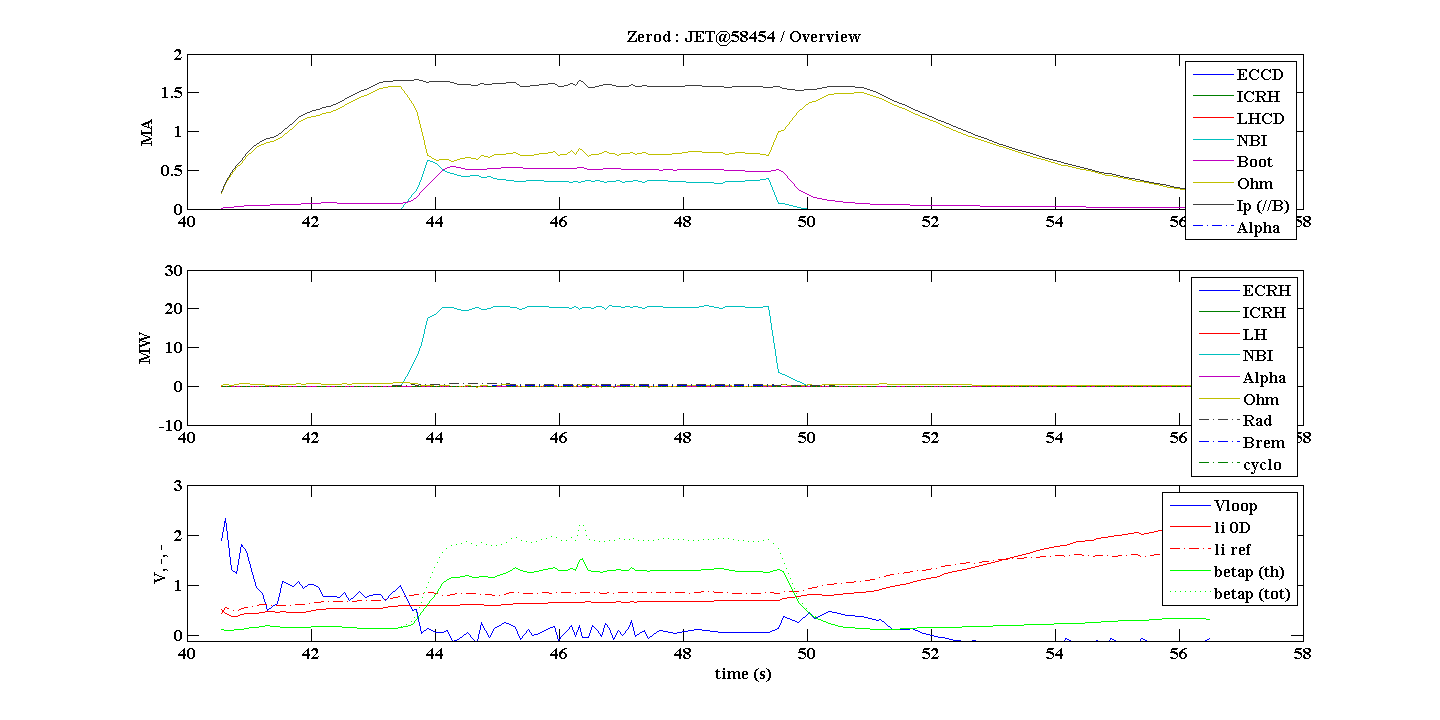 Zerod : JET@58454 / Overview
2
1.5
1
0.5
0
MA
40 42 44 46 48 50 52 54 56 58
ECCD
ICRH
LHCD
NBI
Boot
Ohm
Ip (//B)
Alpha
30
20
10
0
-10
MW
40 42 44 46 48 50 52 54 56 58
ECRH
ICRH
LH
NBI
Alpha
Ohm
Rad
Brem
cyclo
3
2
1
0
V, -, -
40 42 44 46 48 50 52 54 56 58
Vloop
li 0D
li ref
betap (th)
betap (tot)
time (s)